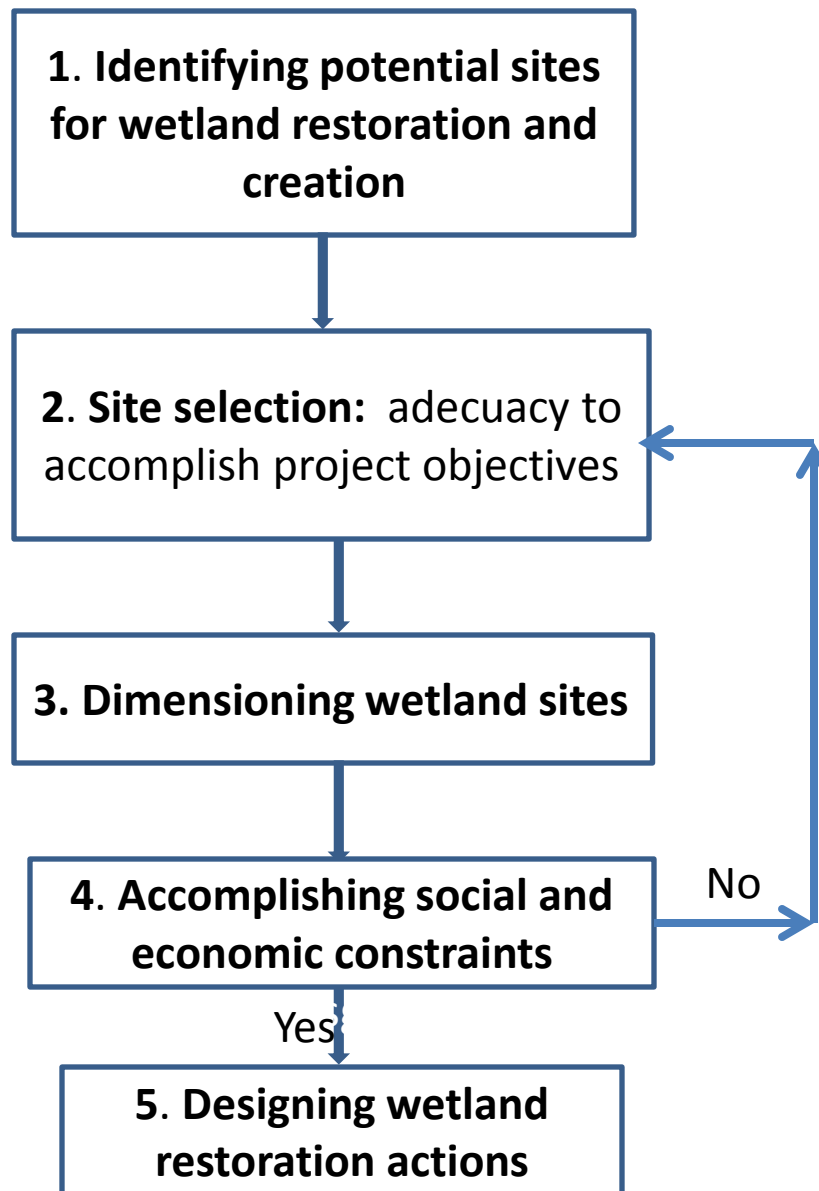 1. Identifying potential sites
for wetland restoration and
creation
2. Site selection: adecuacy to
accomplish project objectives
3. Dimensioning wetland sites
4. Accomplishing social and
economic constraints
No
Yes
5. Designing wetland
restoration actions